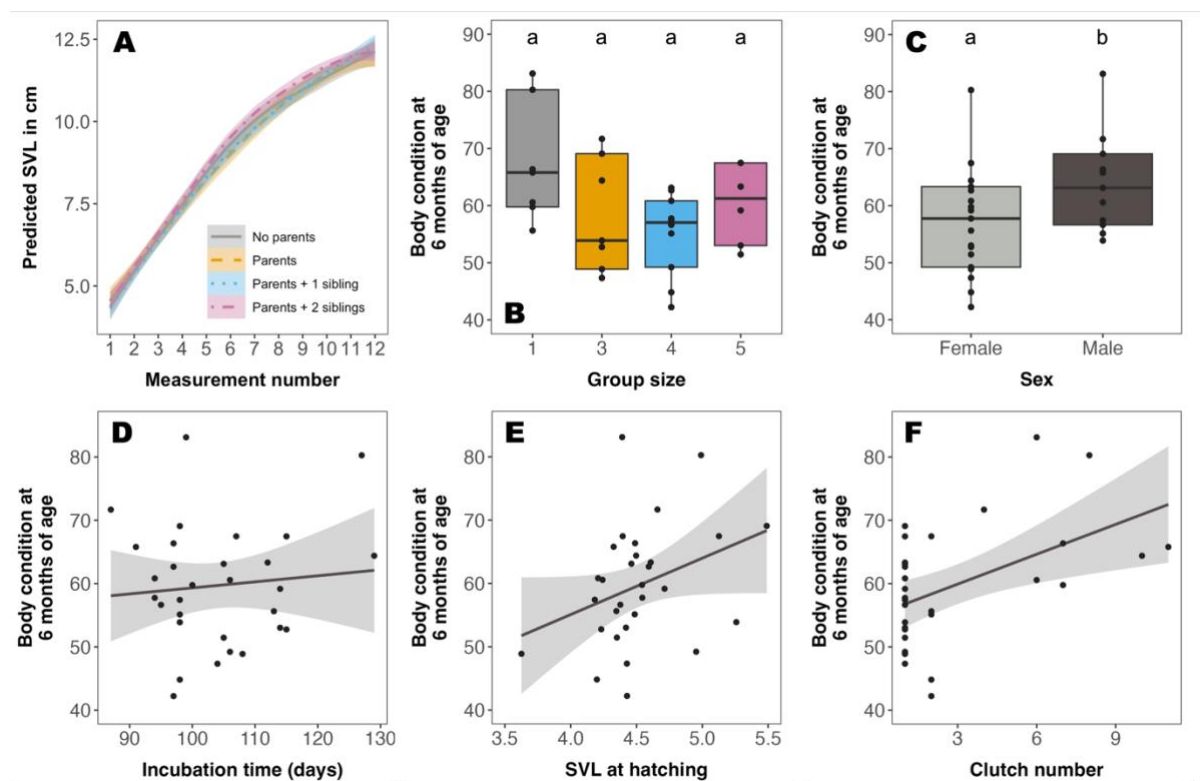 A
Predicted SVL in cm
12.5
10.0
7.5
5.0
No parents
Parents
Parents + 1 sibling
Parents + 2 siblings
1 2 3 4 5 6 7 8 9 10 11 12
Measurement number
B
Body condition at
6 months of age
90
80
70
60
50
40
a a a a
1 3 4 5
Group size
C
Body condition at
6 months of age
90
80
70
60
50
40
a b
Female Male
Sex
D
Body condition at
6 months of age
80
70
60
50
40
90 100 110 120 130
Incubation time (days)
E
Body condition at
6 months of age
80
70
60
50
40
3.5 4.0 4.5 5.0 5.5
SVL at hatching
F
Body condition at
6 months of age
80
70
60
50
40
3 6 9
Clutch number